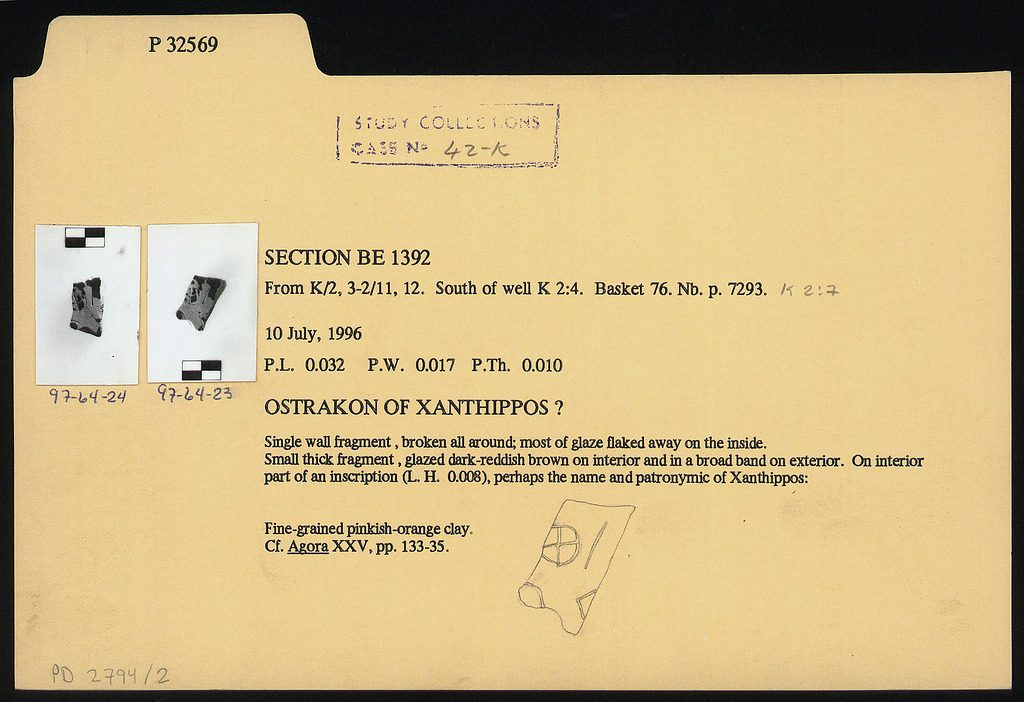 P 32569
STUDY COLLECTIONS
CASE No 42-K
SECTION BE 1392
From K/2, 3-2/11, 12. South of well K 2:4. Basket 76. Nb. p. 7293. K 2:7
10 July, 1996
P.L. 0.032 P.W. 0.017 P.Th. 0.010
97-64-24
97-64-23
OSTRAKON OF XANTHIPPOS ?
Single wall fragment , broken all around; most of glaze flaked away on the inside.
Small thick fragment , glazed dark-reddish brown on interior and in a broad band on exterior. On interior
part of an inscription (L. H. 0.008), perhaps the name and patronymic of Xanthippos:
Fine-grained pinkish-orange clay.
Cf. Agora XXV, pp. 133-35.
PD 2794/2